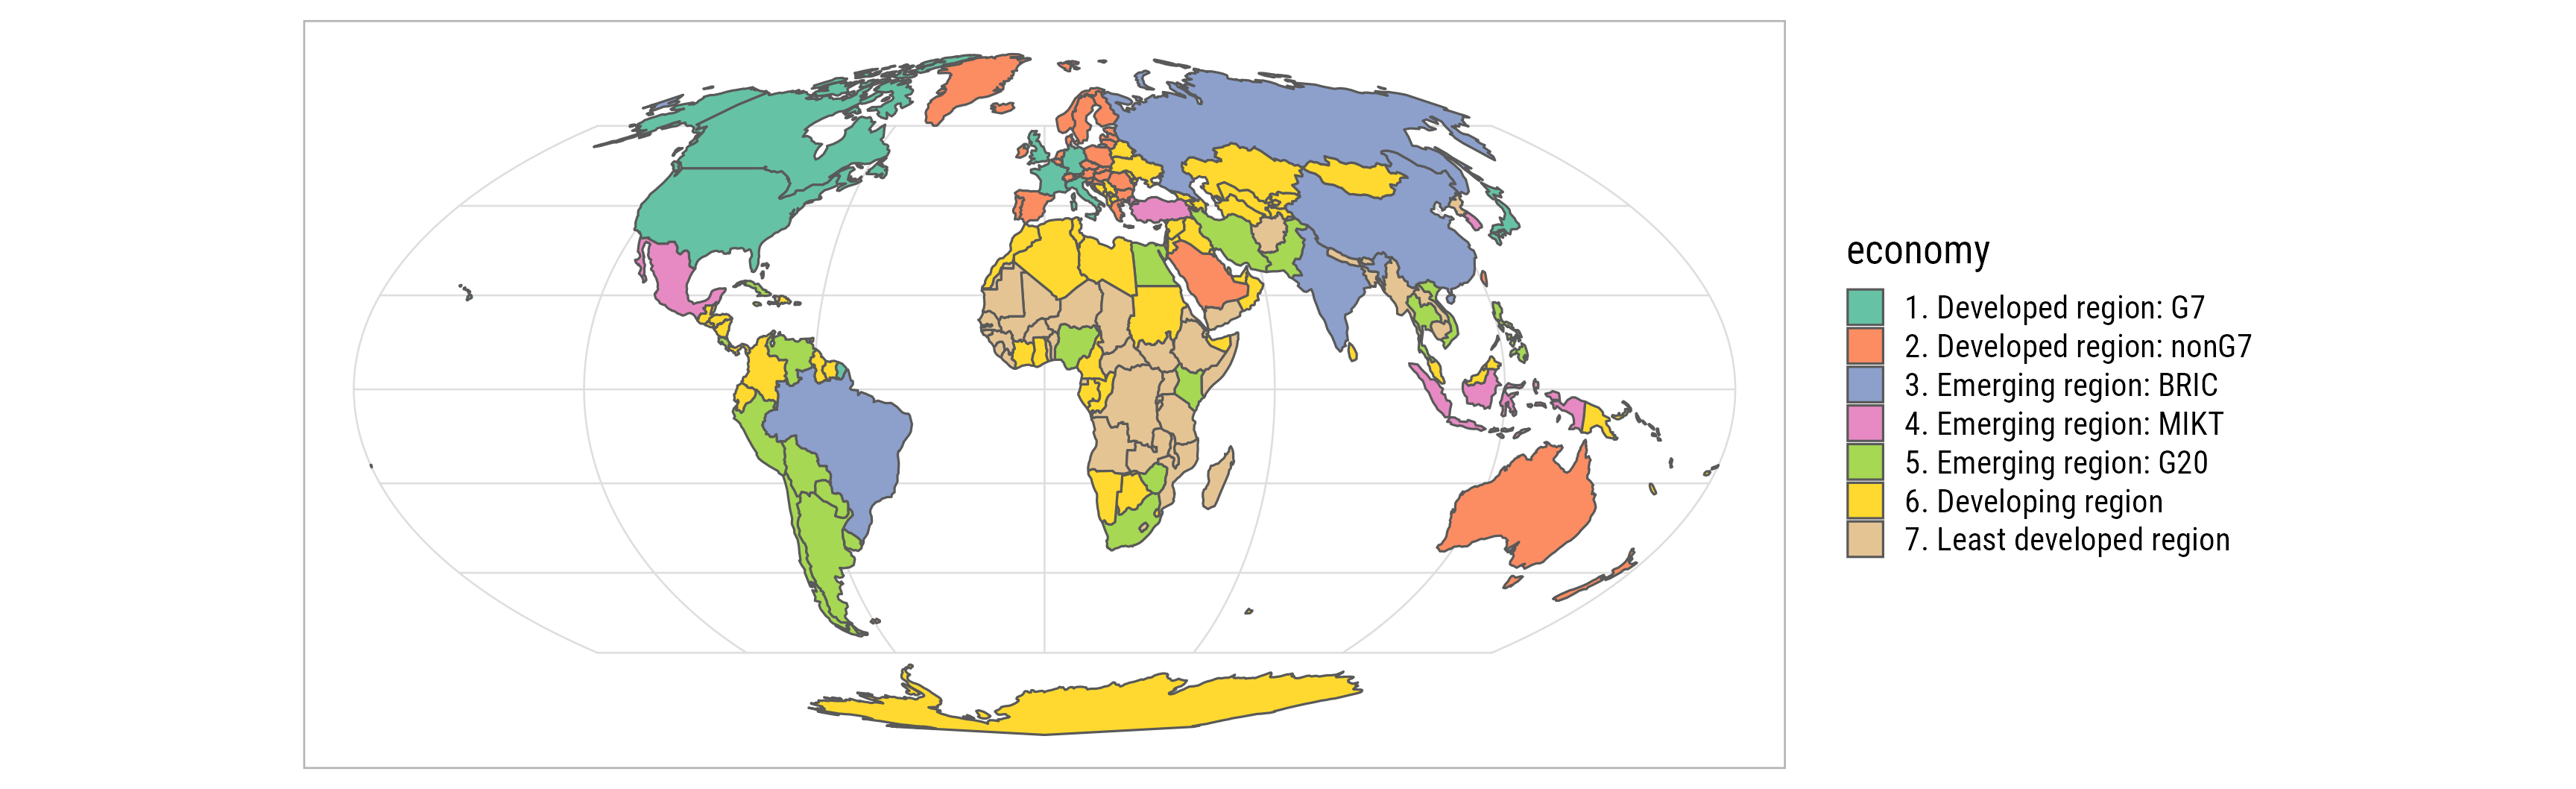 economy
1. Developed region: G7
2. Developed region: nonG7
3. Emerging region: BRIC
4. Emerging region: MIKT
5. Emerging region: G20
6. Developing region
7. Least developed region